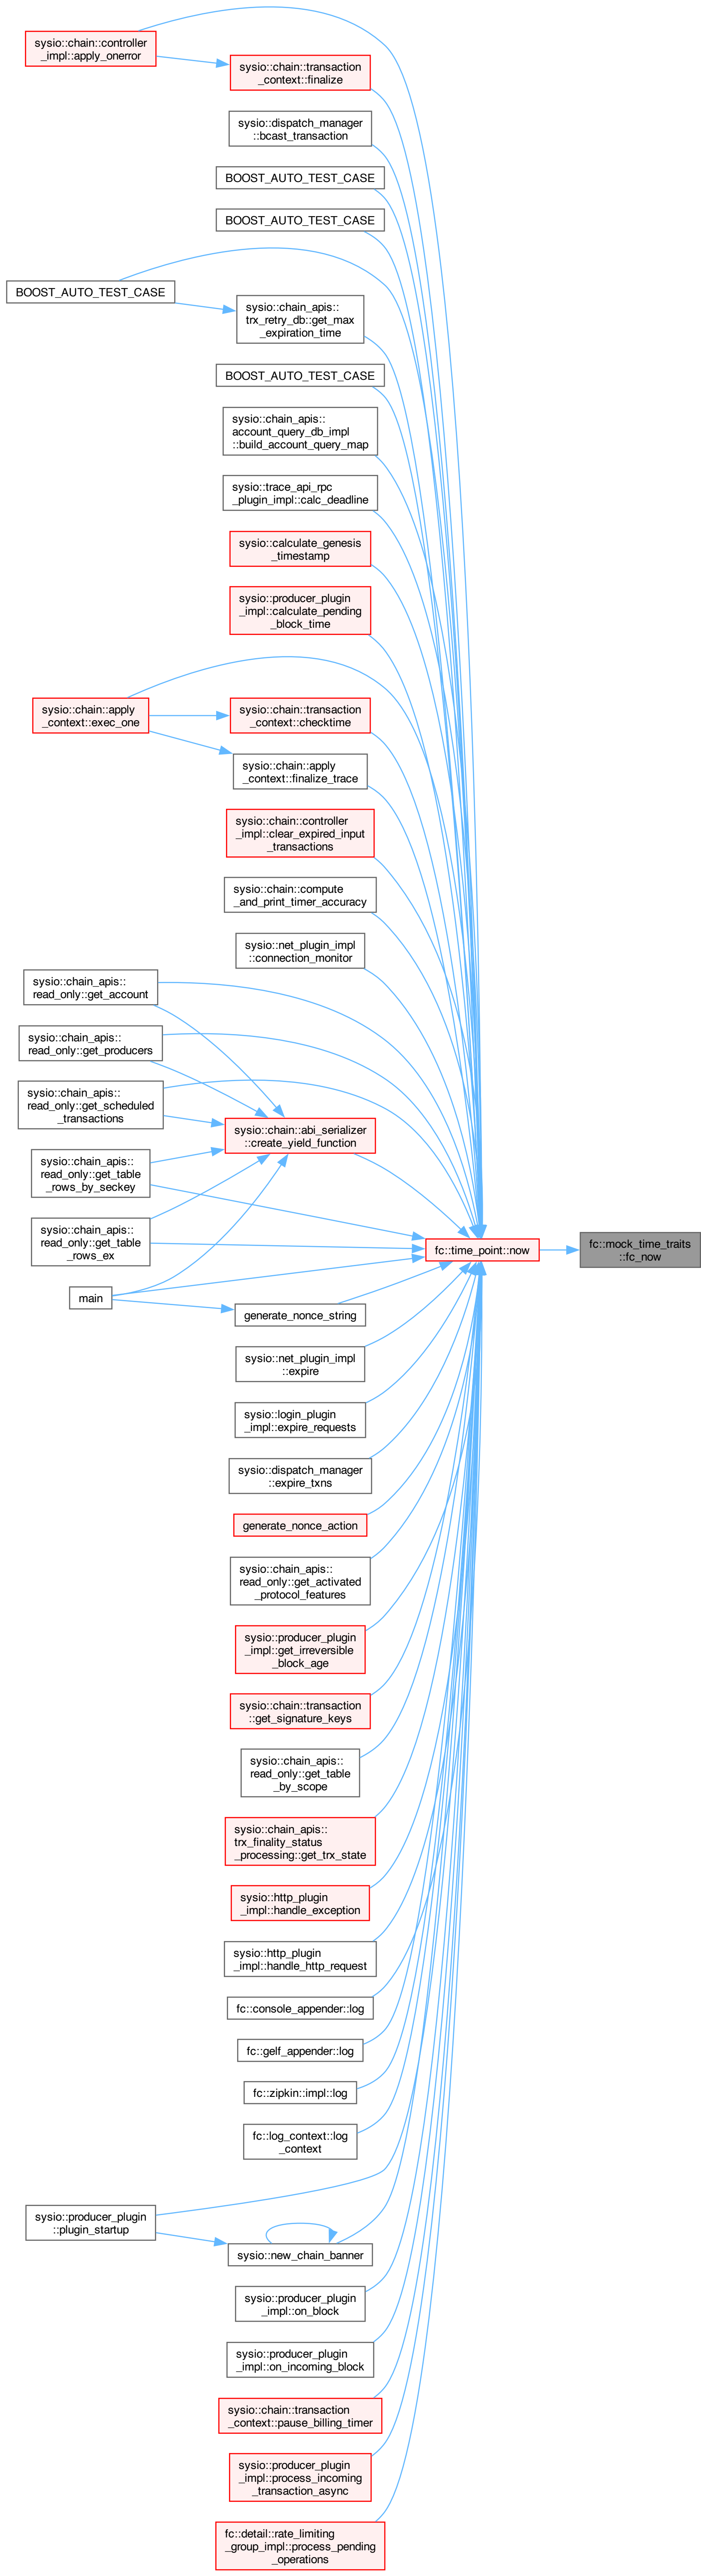 sysio::chain::controller
_impl::apply_onerror
sysio::chain::transaction
_context::finalize
sysio::dispatch_manager
::bcast_transaction
BOOST_AUTO_TEST_CASE
BOOST_AUTO_TEST_CASE
BOOST_AUTO_TEST_CASE
sysio::chain_apis::
trx_retry_db::get_max
_expiration_time
BOOST_AUTO_TEST_CASE
sysio::chain_apis::
account_query_db_impl
::build_account_query_map
sysio::trace_api_rpc
_plugin_impl::calc_deadline
sysio::calculate_genesis
_timestamp
sysio::producer_plugin
_impl::calculate_pending
_block_time
sysio::chain::apply
_context::exec_one
sysio::chain::transaction
_context::checktime
sysio::chain::apply
_context::finalize_trace
sysio::chain::controller
_impl::clear_expired_input
_transactions
sysio::chain::compute
_and_print_timer_accuracy
sysio::net_plugin_impl
::connection_monitor
sysio::chain_apis::
read_only::get_account
sysio::chain_apis::
read_only::get_producers
sysio::chain_apis::
read_only::get_scheduled
_transactions
sysio::chain::abi_serializer
::create_yield_function
sysio::chain_apis::
read_only::get_table
_rows_by_seckey
sysio::chain_apis::
read_only::get_table
_rows_ex
fc::time_point::now
fc::mock_time_traits
::fc_now
main
generate_nonce_string
sysio::net_plugin_impl
::expire
sysio::login_plugin
_impl::expire_requests
sysio::dispatch_manager
::expire_txns
generate_nonce_action
sysio::chain_apis::
read_only::get_activated
_protocol_features
sysio::producer_plugin
_impl::get_irreversible
_block_age
sysio::chain::transaction
::get_signature_keys
sysio::chain_apis::
read_only::get_table
_by_scope
sysio::chain_apis::
trx_finality_status
_processing::get_trx_state
sysio::http_plugin
_impl::handle_exception
sysio::http_plugin
_impl::handle_http_request
fc::console_appender::log
fc::gelf_appender::log
fc::zipkin::impl::log
fc::log_context::log
_context
sysio::producer_plugin
::plugin_startup
sysio::new_chain_banner
sysio::producer_plugin
_impl::on_block
sysio::producer_plugin
_impl::on_incoming_block
sysio::chain::transaction
_context::pause_billing_timer
sysio::producer_plugin
_impl::process_incoming
_transaction_async
fc::detail::rate_limiting
_group_impl::process_pending
_operations